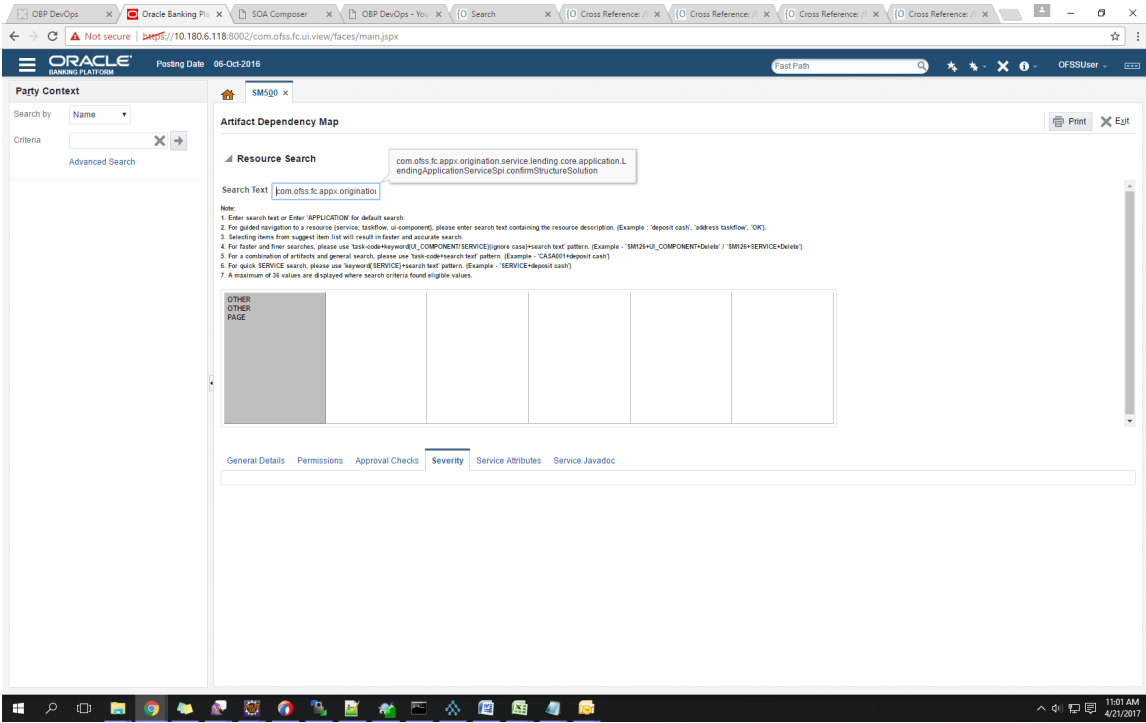 OBP DevOps
Oracle Banking Pla
SOA Composer
OBP DevOps - You
{O Search
{O Cross Reference: /
{O Cross Reference: /
{O Cross Reference: /
{O Cross Reference: /
Not secure | https://10.180.6.118:8002/com.ofss.fc.ui.view/faces/main.jspx
ORACLE
BANKING PLATFORM
Posting Date 06-Oct-2016
Fast Path
OFSSUser
Party Context
Search by Name
Criteria
Advanced Search
SM500
Artifact Dependency Map
Print
Exit
Resource Search
com.ofss.fc.appx.origination.service.lending.core.application.L
endingApplicationServiceSpi.confirmStructureSolution
Search Text com.ofss.fc.appx.origination
Note:
1. Enter search text or Enter 'APPLICATION' for default search.
2. For guided navigation to a resource (service, taskflow, ui-component), please enter search text containing the resource description. (Example : 'deposit cash', 'address taskflow', 'OK').
3. Selecting items from suggest item list will result in faster and accurate search.
4. For faster and finer searches, please use 'task-code+keyword(UI_COMPONENT/SERVICE)(ignore case)+search text' pattern. (Example - 'SM126+UI_COMPONENT+Delete' / 'SM126+SERVICE+Delete')
5. For a combination of artifacts and general search, please use 'task-code+search text' pattern. (Example - 'CASA001+deposit cash')
6. For quick SERVICE search, please use 'keyword(SERVICE)+search text' pattern. (Example - 'SERVICE+deposit cash')
7. A maximum of 36 values are displayed where search criteria found eligible values.
OTHER
OTHER
PAGE
General Details Permissions Approval Checks Severity Service Attributes Service Javadoc
11:01 AM
4/21/2017